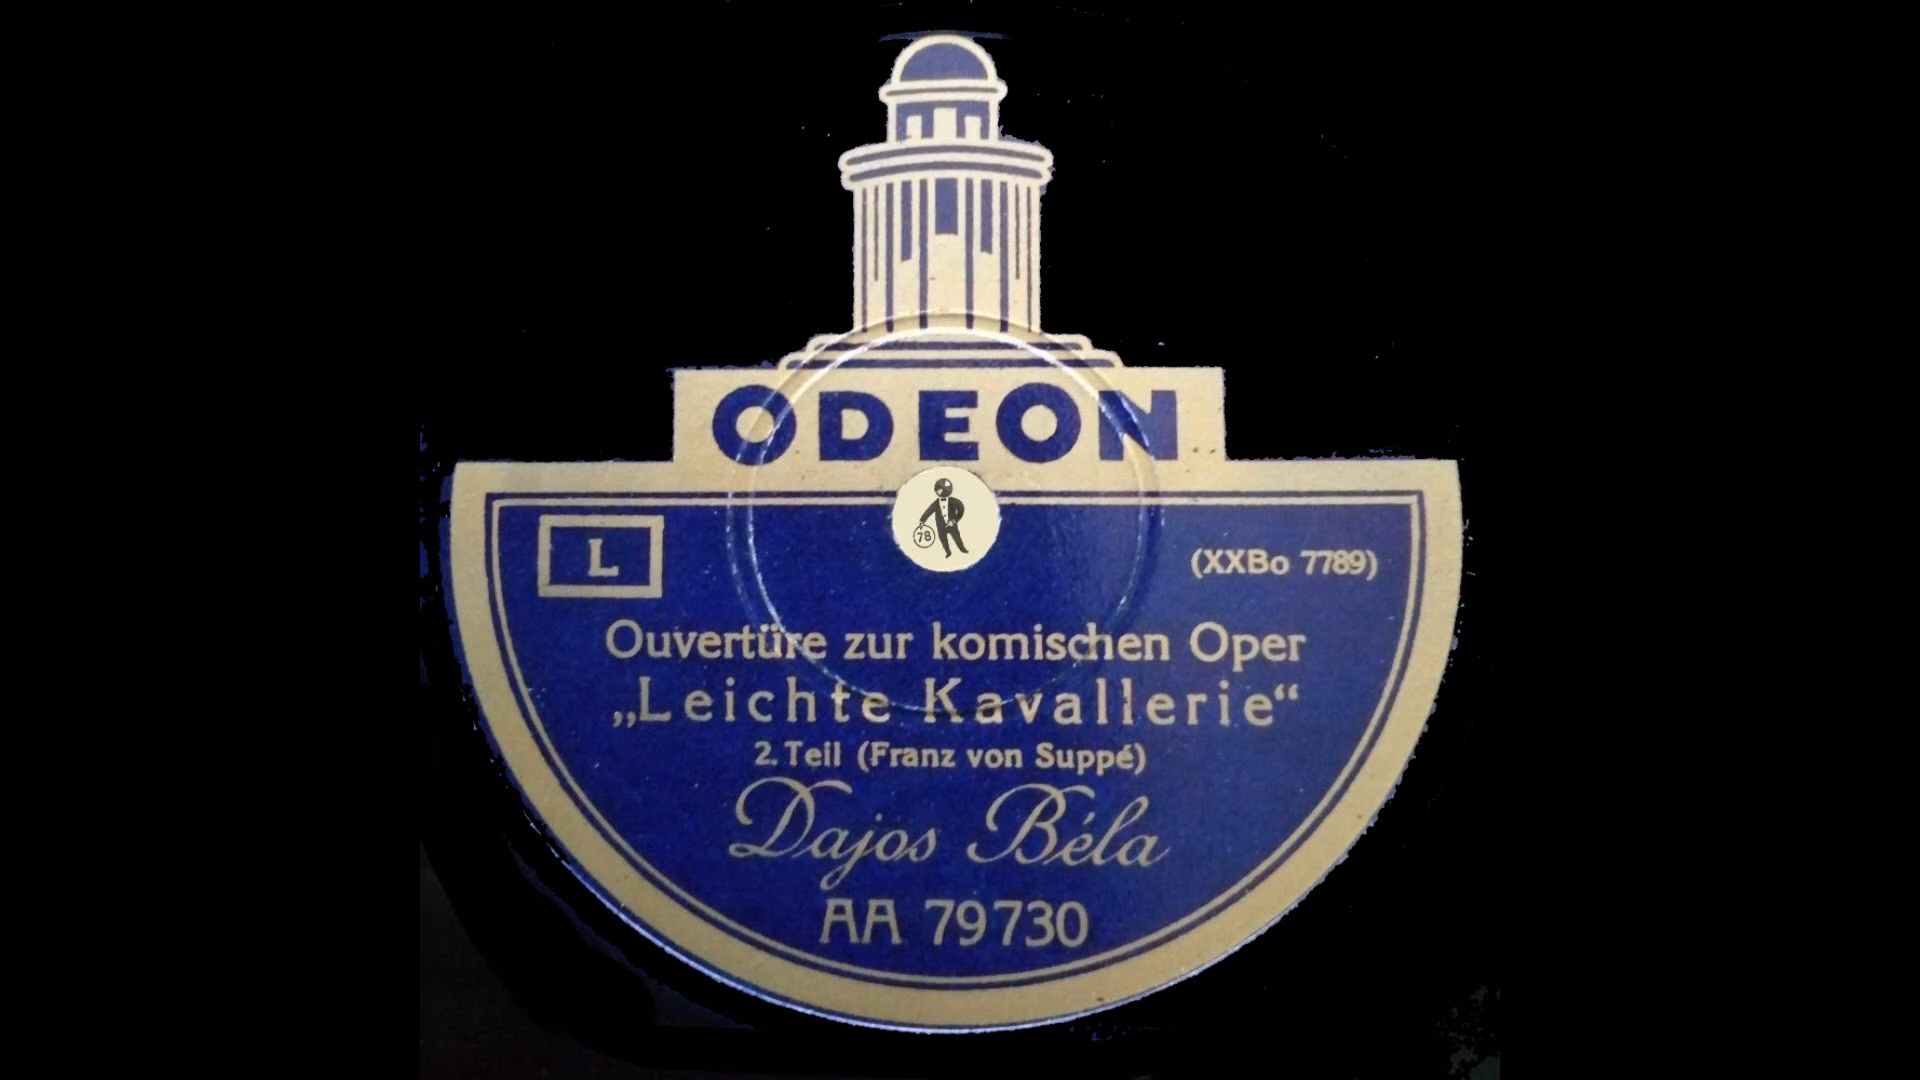 ODEON
78
L
(XXBo 7789)
Ouvertüre zur komischen Oper
„Leichte Kavallerie“
2. Teil (Franz von Suppé)
Dajos Béla
AA 79730